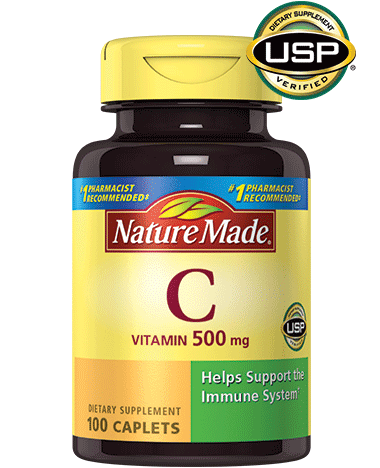 DIETARY SUPPLEMENT
USP®
VERIFIED
#1 PHARMACIST
RECOMMENDED‡
#1 PHARMACIST
RECOMMENDED‡
Nature Made®
C
VITAMIN 500 mg
USP
Helps Support the
Immune System†
DIETARY SUPPLEMENT
100 CAPLETS